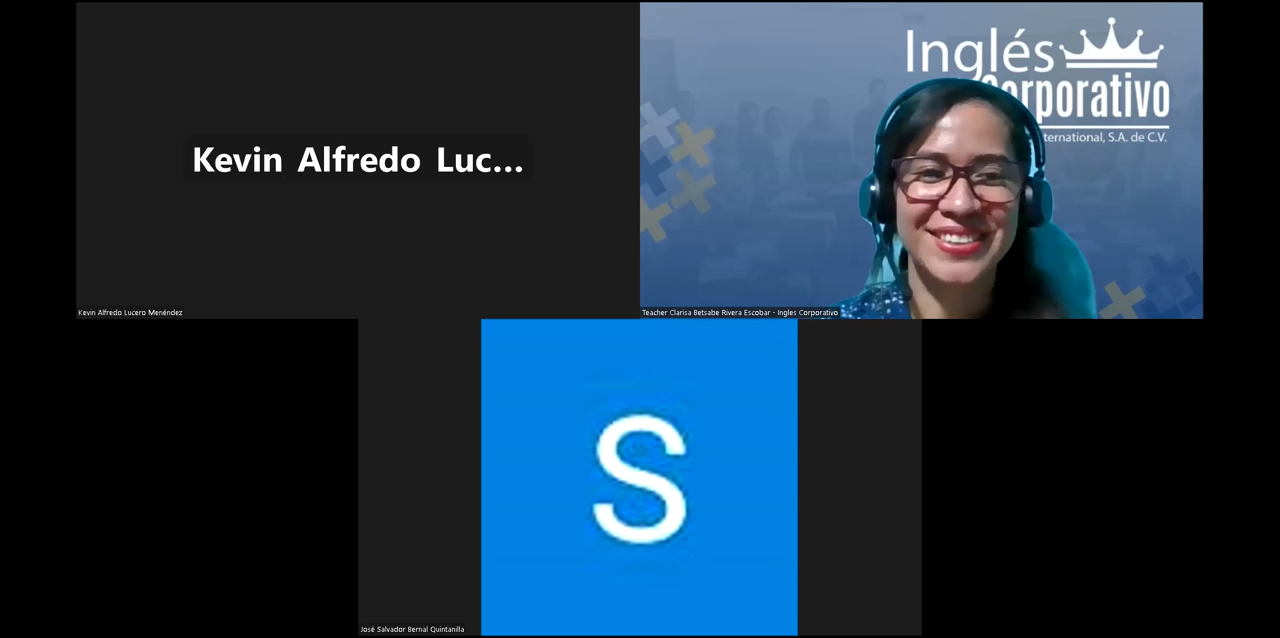 Kevin Alfredo Luc...
Kevin Alfredo Lucero Menéndez
Inglés
Corporativo
ternational, S.A. de C.V.
Teacher Clarisa Betsabe Rivera Escobar - Ingles Corporativo
S
José Salvador Bernal Quintanilla